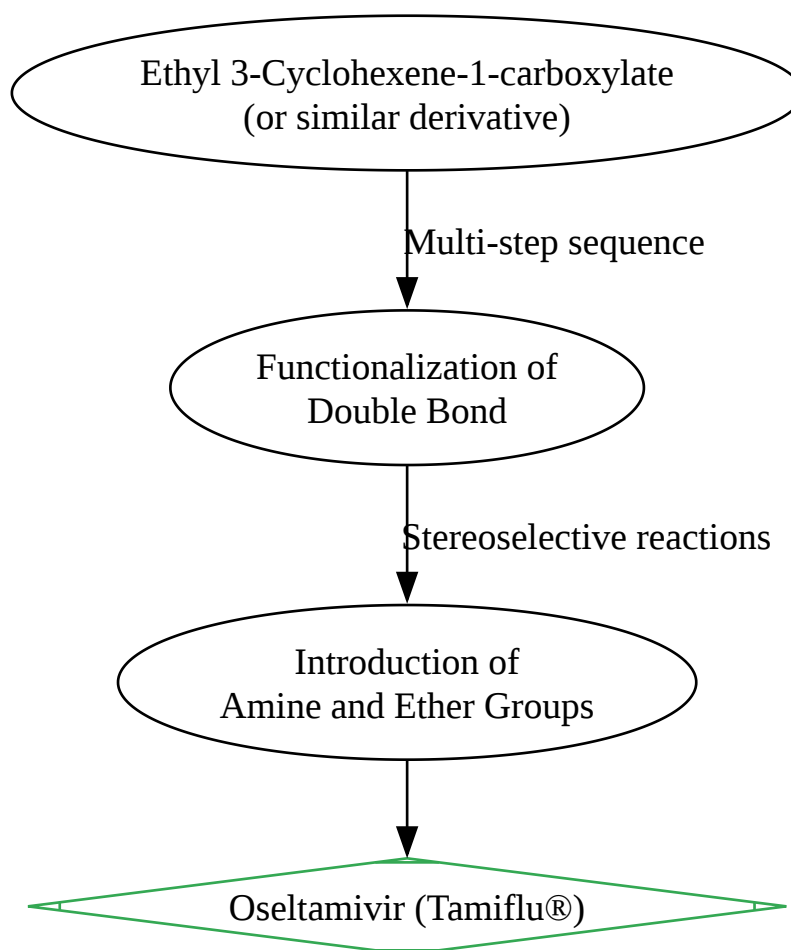 Ethyl 3-Cyclohexene-1-carboxylate
(or similar derivative)
Multi-step sequence
Functionalization of
Double Bond
Stereoselective reactions
Introduction of
Amine and Ether Groups
Oseltamivir (Tamiflu®)